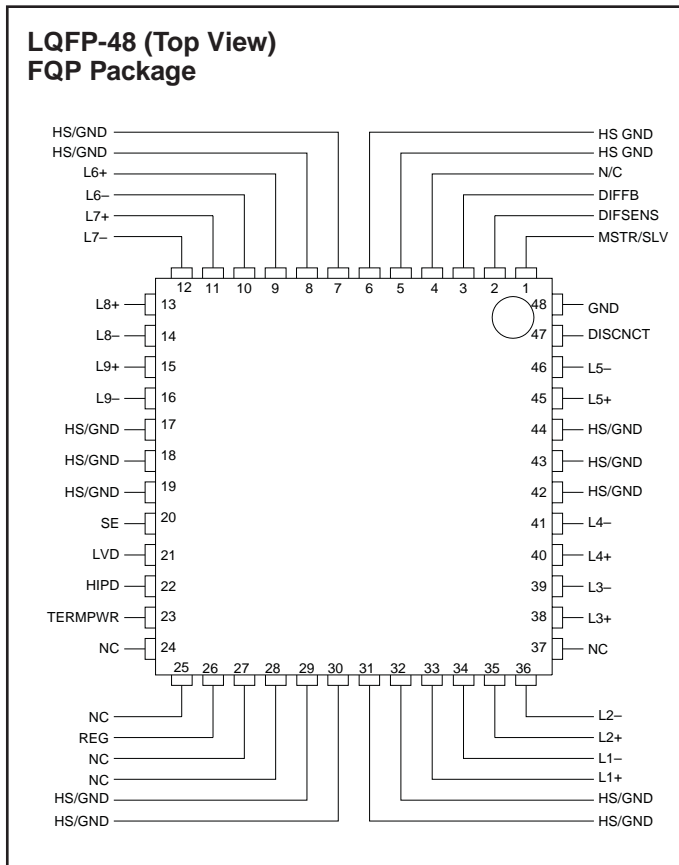 LQFP-48 (Top View)
FQP Package
HS/GND
HS/GND
L6+
L6–
L7+
L7–
HS GND
HS GND
N/C
DIFFB
DIFSENS
MSTR/SLV
12 11 10 9 8 7 6 5 4 3 2 1
L8+ 13
L8– 14
L9+ 15
L9– 16
HS/GND 17
HS/GND 18
HS/GND 19
SE 20
LVD 21
HIPD 22
TERMPWR 23
NC 24
48 GND
47 DISCNCT
46 L5–
45 L5+
44 HS/GND
43 HS/GND
42 HS/GND
41 L4–
40 L4+
39 L3–
38 L3+
37 NC
25 26 27 28 29 30 31 32 33 34 35 36
NC
REG
NC
NC
HS/GND
HS/GND
L2–
L2+
L1–
L1+
HS/GND
HS/GND